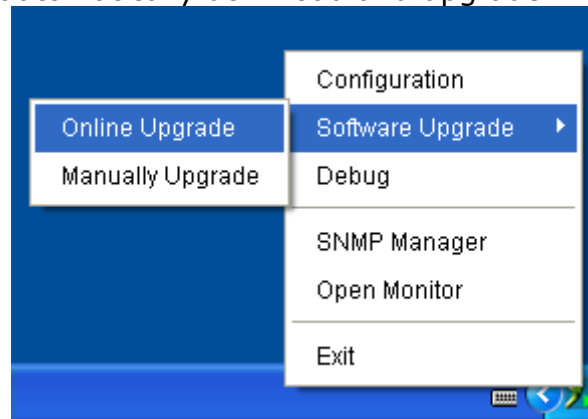 Configuration
Online Upgrade
Software Upgrade
Manually Upgrade
Debug
SNMP Manager
Open Monitor
Exit